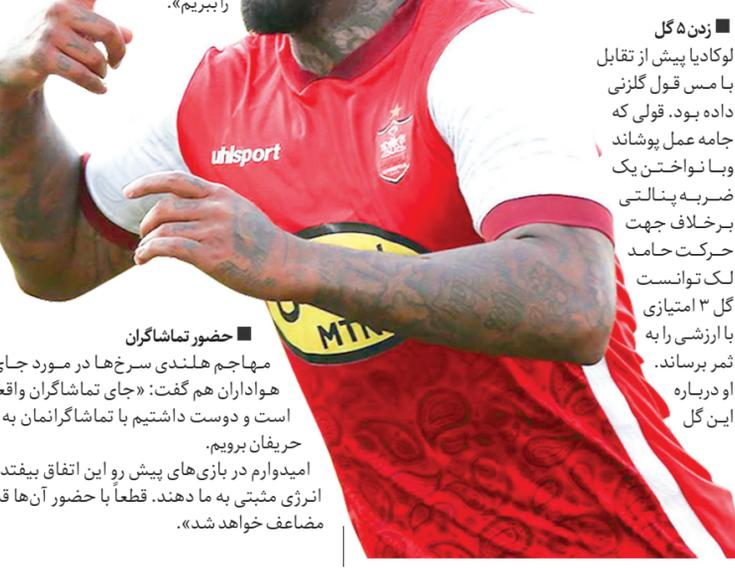 را ببریم».
■ زدن ۵ گل
لوکادیا پیش از تقابل
با مس قول گلزنی
داده بود. قولی که
جامه عمل پوشاند
وبا نواختن یک
ضربه پنالتی
برخلاف جهت
حرکت حامد
لک توانست
گل ۳ امتیازی
با ارزشی را به
ثمر برساند.
او درباره
این گل
uhlsport
MTN
■ حضور تماشاگران
مهاجم هلندی سرخ‌ها در مورد جای
هواداران هم گفت: «جای تماشاگران
است و دوست داشتیم با تماشاگرانمان به
حریفان برویم.
امیدوارم در بازی‌های پیش رو این اتفاق بیفتد
انرژی مثبتی به ما دهند. قطعاً با حضور آن‌ها
مضاعف خواهد شد».